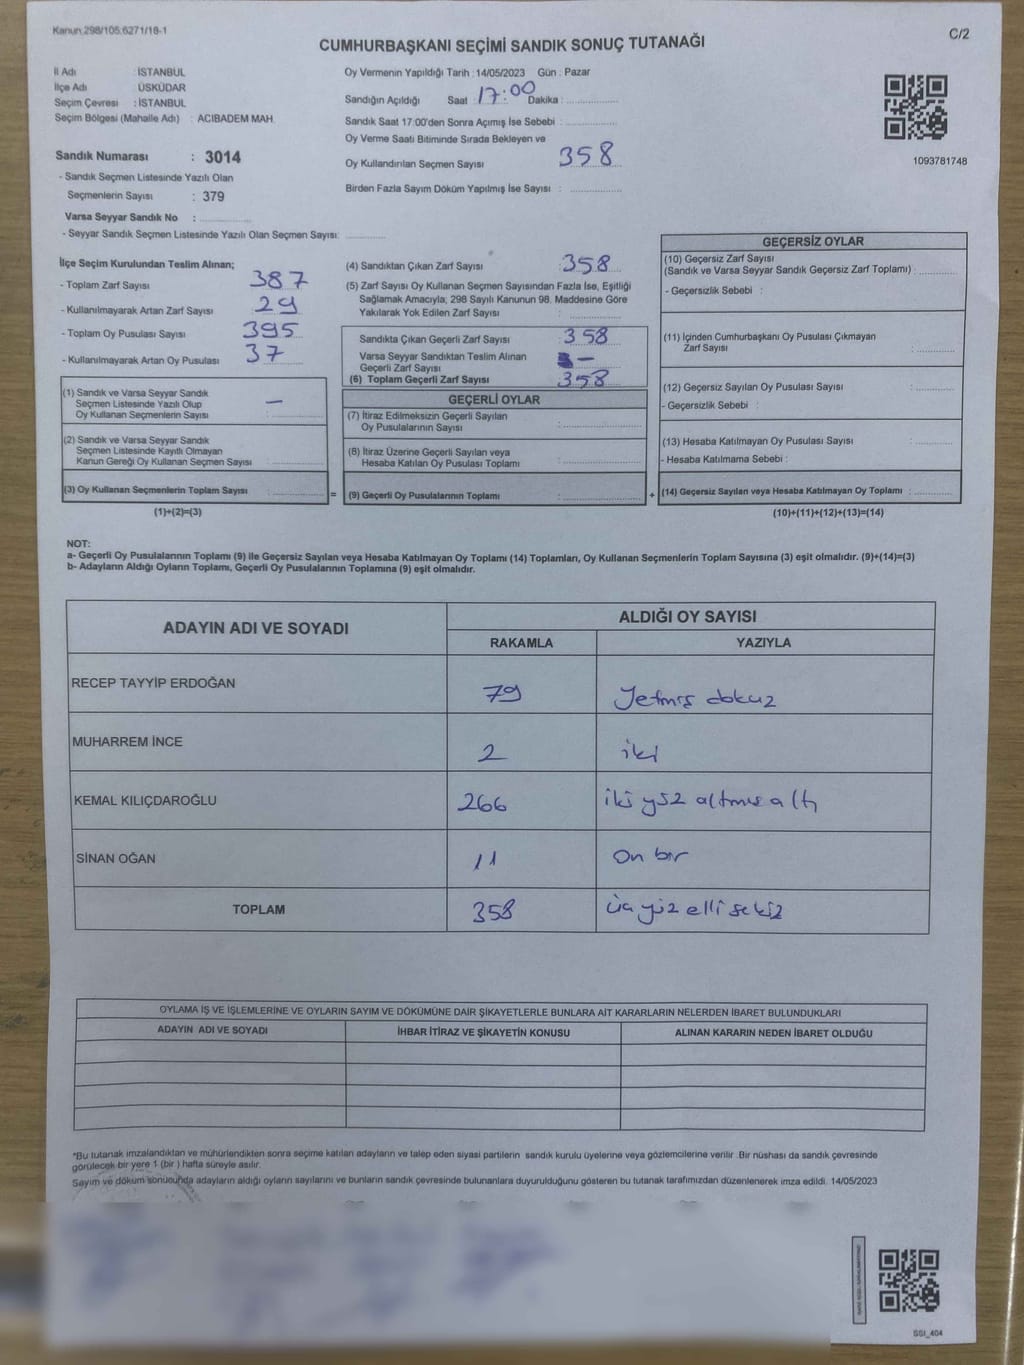 Kanun.298/105.6271/18-1
C/2
CUMHURBAŞKANI SEÇİMİ SANDIK SONUÇ TUTANAĞI
İl Adı : İSTANBUL
İlçe Adı : ÜSKÜDAR
Seçim Çevresi : İSTANBUL
Seçim Bölgesi (Mahalle Adı) : ACIBADEM MAH.
Sandık Numarası : 3014
- Sandık Seçmen Listesinde Yazılı Olan
Seçmenlerin Sayısı : 379
Varsa Seyyar Sandık No :
- Seyyar Sandık Seçmen Listesinde Yazılı Olan Seçmen Sayısı:
Oy Vermenin Yapıldığı Tarih : 14/05/2023 Gün : Pazar
Sandığın Açıldığı Saat : 17:00 Dakika :
Sandık Saat 17:00'den Sonra Açımış İse Sebebi :
Oy Verme Saati Bitiminde Sırada Bekleyen ve
Oy Kullandırılan Seçmen Sayısı 358
Birden Fazla Sayım Döküm Yapılmış İse Sayısı :
1093781748
İlçe Seçim Kurulundan Teslim Alınan;
- Toplam Zarf Sayısı 387
- Kullanılmayarak Artan Zarf Sayısı 29
- Toplam Oy Pusulası Sayısı 395
- Kullanılmayarak Artan Oy Pusulası 37
(1) Sandık ve Varsa Seyyar Sandık
Seçmen Listesinde Yazılı Olup
Oy Kullanan Seçmenlerin Sayısı : —
(2) Sandık ve Varsa Seyyar Sandık
Seçmen Listesinde Kayıtlı Olmayan
Kanun Gereği Oy Kullanan Seçmen Sayısı :
(3) Oy Kullanan Seçmenlerin Toplam Sayısı :
(1)+(2)=(3)
(4) Sandıktan Çıkan Zarf Sayısı : 358
(5) Zarf Sayısı Oy Kullanan Seçmen Sayısından Fazla İse, Eşitliği
Sağlamak Amacıyla, 298 Sayılı Kanunun 98. Maddesine Göre
Yakılarak Yok Edilen Zarf Sayısı :
Sandıkta Çıkan Geçerli Zarf Sayısı : 358
Varsa Seyyar Sandıktan Teslim Alınan
Geçerli Zarf Sayısı : —
(6) Toplam Geçerli Zarf Sayısı 358
GEÇERLİ OYLAR
(7) İtiraz Edilmeksizin Geçerli Sayılan
Oy Pusulalarının Sayısı :
(8) İtiraz Üzerine Geçerli Sayılan veya
Hesaba Katılan Oy Pusulası Toplamı :
= (9) Geçerli Oy Pusulalarının Toplamı :
GEÇERSİZ OYLAR
(10) Geçersiz Zarf Sayısı
(Sandık ve Varsa Seyyar Sandık Geçersiz Zarf Toplamı) :
- Geçersizlik Sebebi :
(11) İçinden Cumhurbaşkanı Oy Pusulası Çıkmayan
Zarf Sayısı :
(12) Geçersiz Sayılan Oy Pusulası Sayısı :
- Geçersizlik Sebebi :
(13) Hesaba Katılmayan Oy Pusulası Sayısı :
- Hesaba Katılmama Sebebi :
+ (14) Geçersiz Sayılan veya Hesaba Katılmayan Oy Toplamı :
(10)+(11)+(12)+(13)=(14)
NOT:
a- Geçerli Oy Pusulalarının Toplamı (9) ile Geçersiz Sayılan veya Hesaba Katılmayan Oy Toplamı (14) Toplamları, Oy Kullanan Seçmenlerin Toplam Sayısına (3) eşit olmalıdır. (9)+(14)=(3)
b- Adayların Aldığı Oyların Toplamı, Geçerli Oy Pusulalarının Toplamına (9) eşit olmalıdır.
ADAYIN ADI VE SOYADI
ALDIĞI OY SAYISI
RAKAMLA YAZIYLA
RECEP TAYYİP ERDOĞAN 79 Yetmiş dokuz
MUHARREM İNCE 2 iki
KEMAL KILIÇDAROĞLU 266 iki yüz altmış altı
SİNAN OĞAN 11 On bir
TOPLAM 358 üç yüz elli sekiz
OYLAMA İŞ VE İŞLEMLERİNE VE OYLARIN SAYIM VE DÖKÜMÜNE DAİR ŞİKAYETLERLE BUNLARA AİT KARARLARIN NELERDEN İBARET BULUNDUKLARI
ADAYIN ADI VE SOYADI İHBAR İTİRAZ VE ŞİKAYETİN KONUSU ALINAN KARARIN NEDEN İBARET OLDUĞU
*Bu tutanak imzalandıktan ve mühürlendikten sonra seçime katılan adayların ve talep eden siyasi partilerin sandık kurulu üyelerine veya gözlemcilerine verilir. Bir nüshası da sandık çevresinde
görülecek bir yere 1 (bir ) hafta süreyle asılır.
Sayım ve döküm sonucunda adayların aldığı oyların sayılarını ve bunların sandık çevresinde bulunanlara duyurulduğunu gösteren bu tutanak tarafımızdan düzenlenerek imza edildi. 14/05/2023
SSI_404